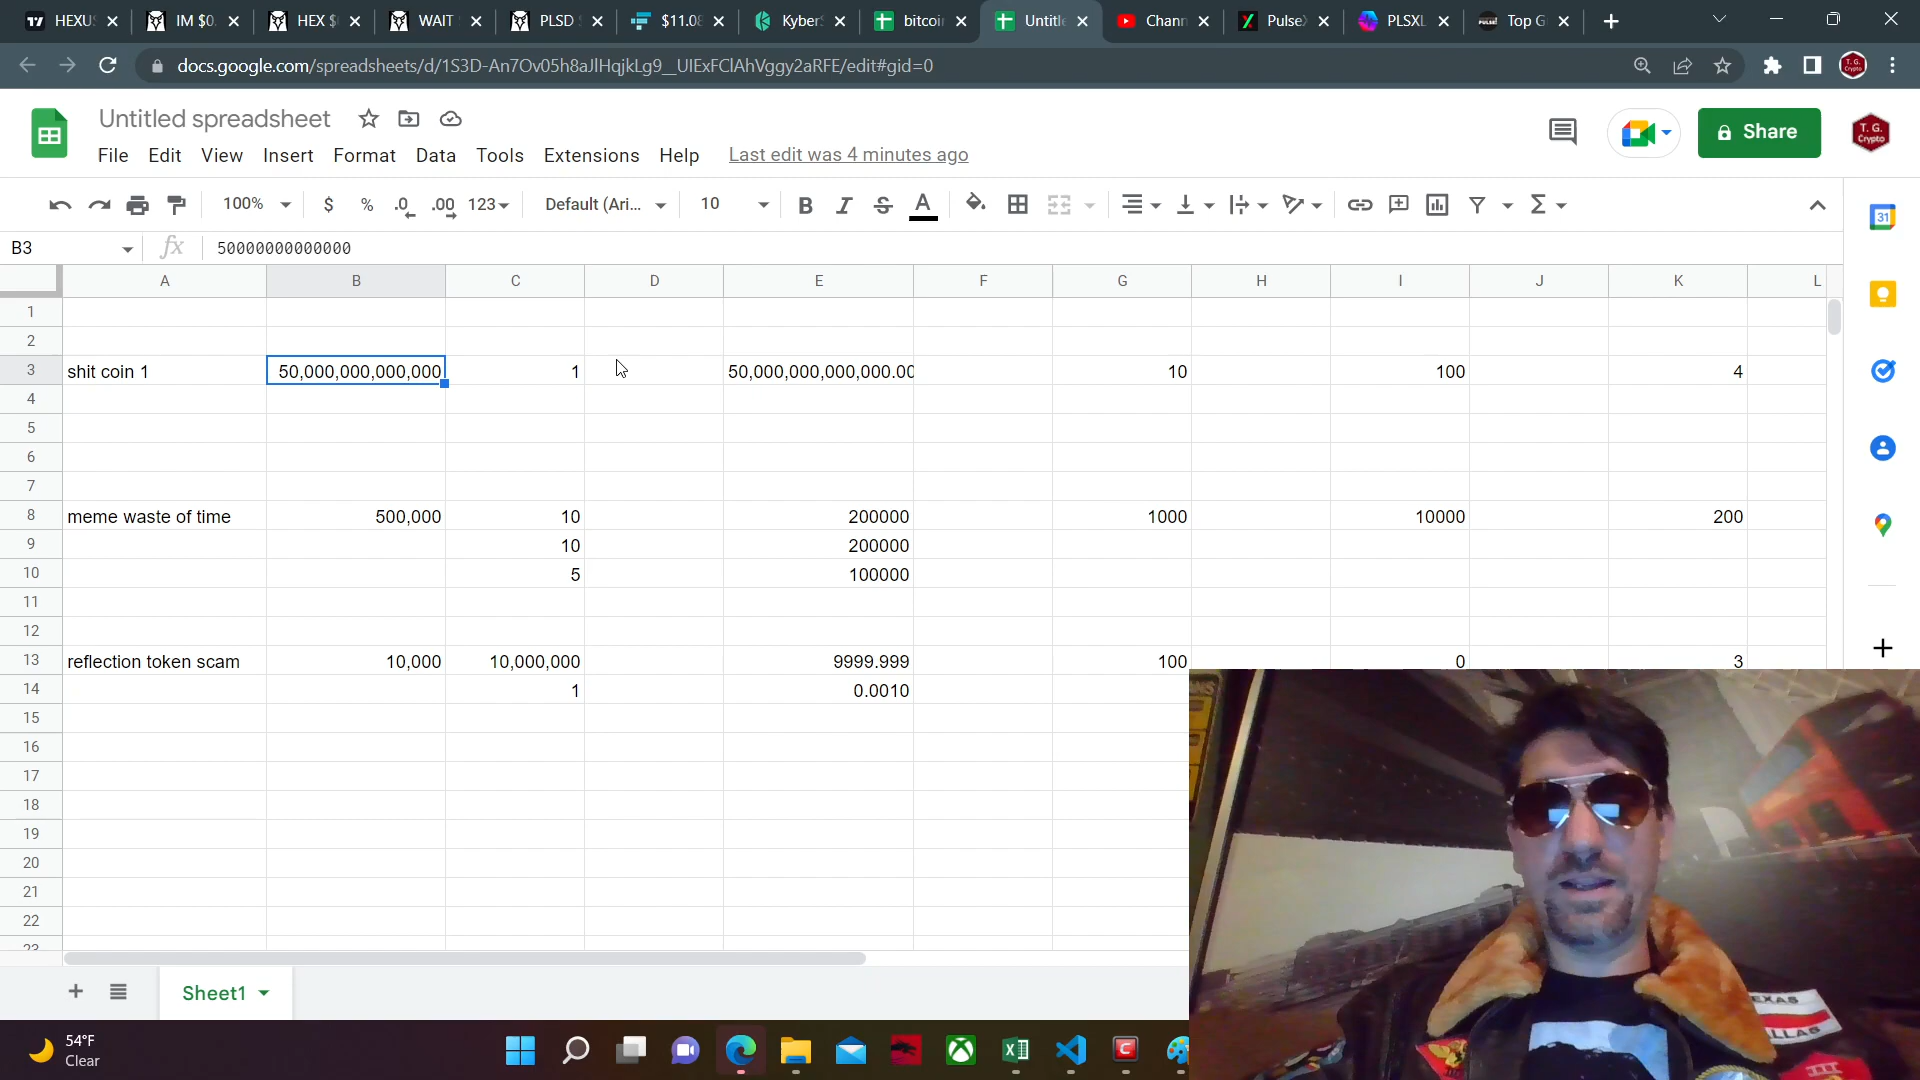 HEXU
IM $0.
HEX $
WAIT
PLSD
$11.0
Kyber
bitcoi
Untitl
Chann
Pulse
PLSXL
Top G
docs.google.com/spreadsheets/d/1S3D-An7Ov05h8aJlHqjkLg9__UIExFClAhVggy2aRFE/edit#gid=0
Untitled spreadsheet
File Edit View Insert Format Data Tools Extensions Help Last edit was 4 minutes ago
Share
T. G. Crypto
100% $ % .0 .00 123 Default (Ari... 10 B I S A
31
B3 fx 50000000000000
A B C D E F G H I J K L
1
2
3 shit coin 1 50,000,000,000,000 1 50,000,000,000,000.00 10 100 4
4
5
6
7
8 meme waste of time 500,000 10 200000 1000 10000 200
9 10 200000
10 5 100000
11
12
13 reflection token scam 10,000 10,000,000 9999.999 100 0 3
14 1 0.0010
15
16
17
18
19
20
21
22
23
Sheet1
54°F
Clear